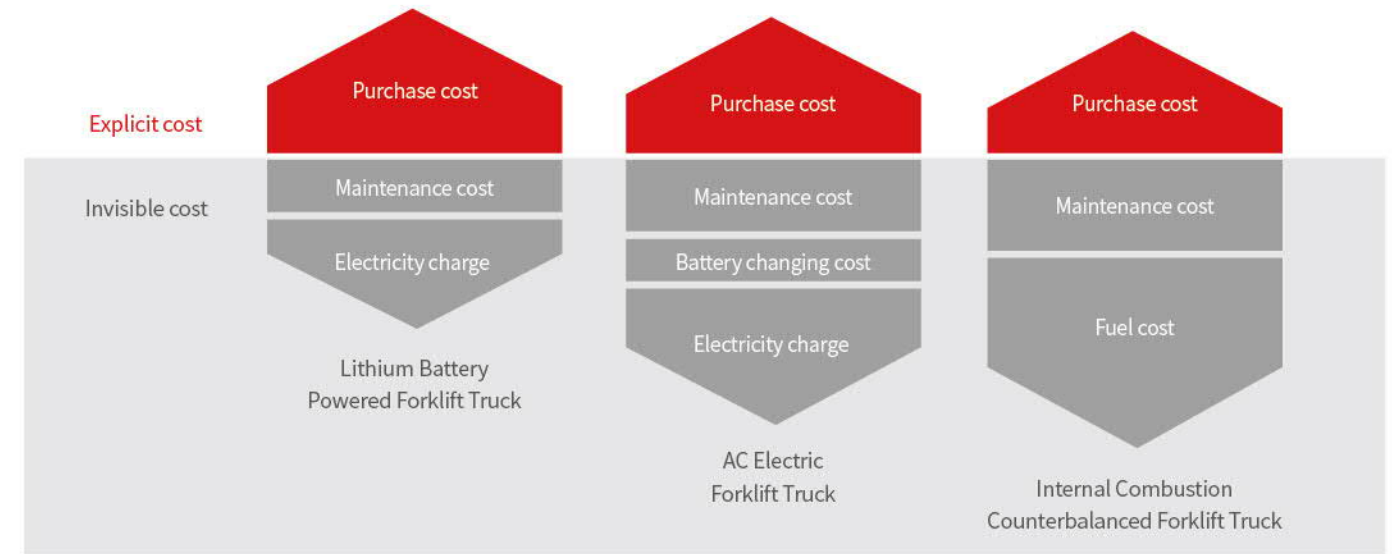 Purchase cost
Purchase cost
Purchase cost
Explicit cost
Invisible cost
Maintenance cost
Maintenance cost
Maintenance cost
Electricity charge
Battery changing cost
Electricity charge
Fuel cost
Lithium Battery
Powered Forklift Truck
AC Electric
Forklift Truck
Internal Combustion
Counterbalanced Forklift Truck